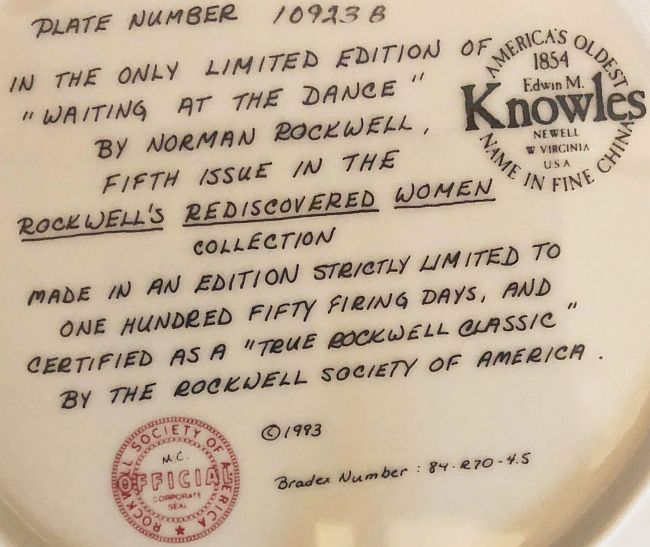 PLATE NUMBER 10923B
IN THE ONLY LIMITED EDITION OF
"WAITING AT THE DANCE"
BY NORMAN ROCKWELL,
FIFTH ISSUE IN THE
ROCKWELL'S REDISCOVERED WOMEN
COLLECTION
MADE IN AN EDITION STRICTLY LIMITED TO
ONE HUNDRED FIFTY FIRING DAYS, AND
CERTIFIED AS A "TRUE ROCKWELL CLASSIC"
BY THE ROCKWELL SOCIETY OF AMERICA.
AMERICA'S OLDEST
1854
Edwin M.
Knowles
NEWELL
W VIRGINIA
USA
NAME IN FINE CHINA
©1993
Bradex Number: 84-R70-4.5
ROCKWELL SOCIETY OF AMERICA
M.C.
OFFICIAL
CORPORATE
SEAL